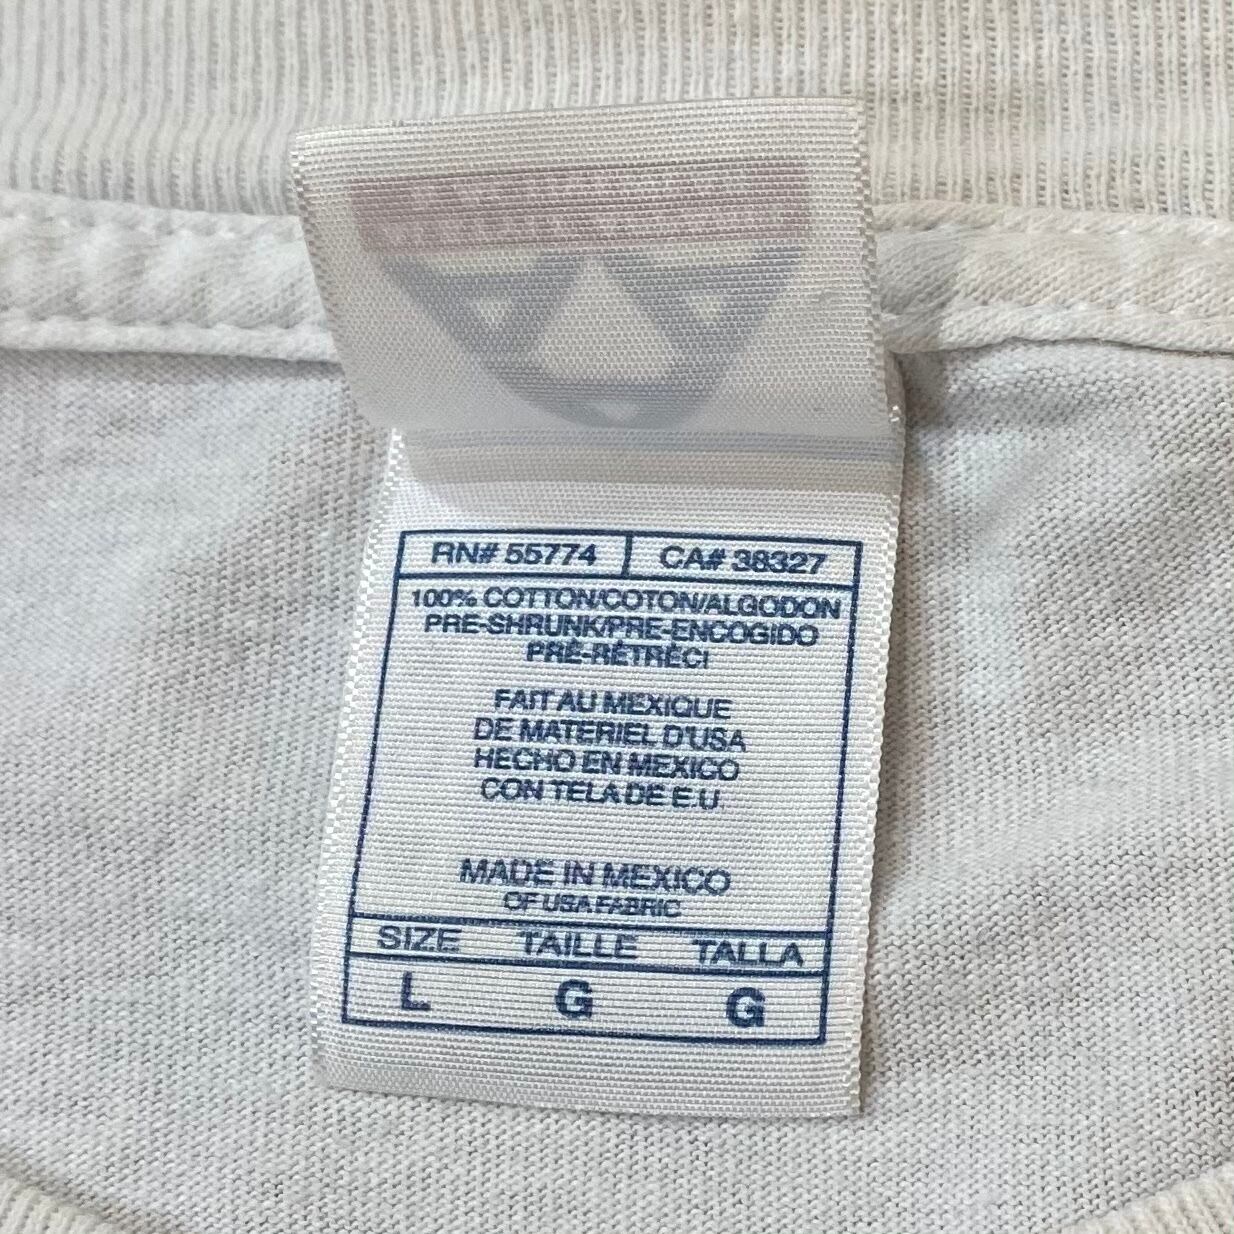 RN# 55774 CA# 38327
100% COTTON/COTON/ALGODON
PRE-SHRUNK/PRE-ENCOGIDO
PRÉ-RÉTRÉCI
FAIT AU MEXIQUE
DE MATERIEL D'USA
HECHO EN MEXICO
CON TELA DE E.U.
MADE IN MEXICO
OF USA FABRIC
SIZE TAILLE TALLA
L G G